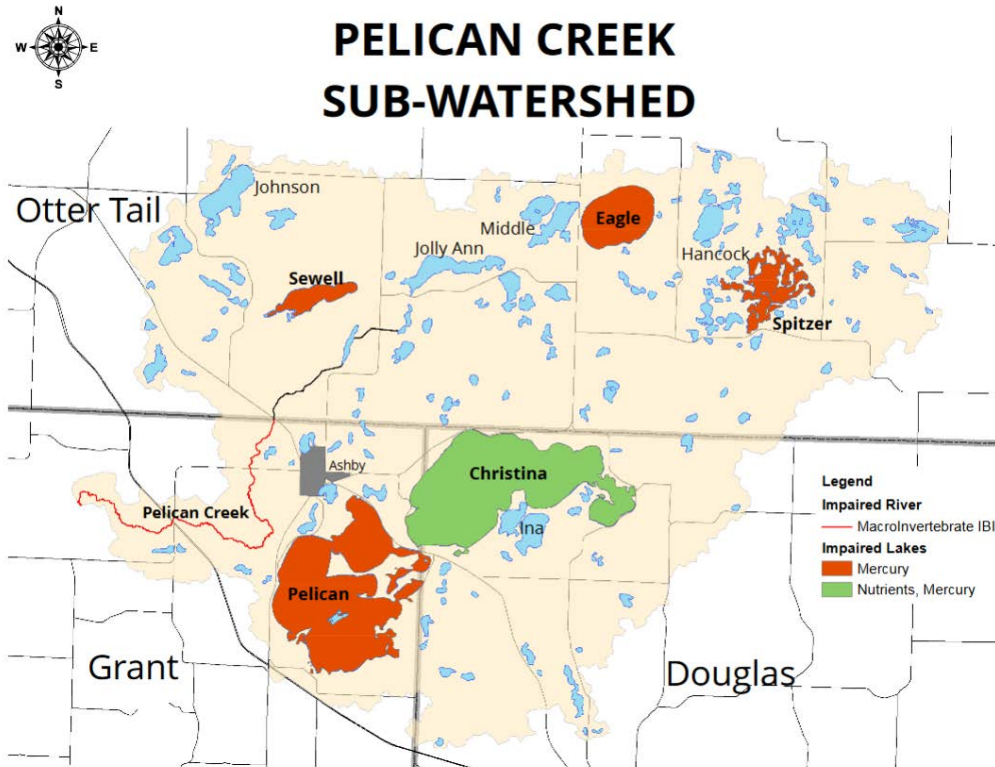 N
W E
S
PELICAN CREEK
SUB-WATERSHED
Johnson
Otter Tail
Eagle
Middle
Jolly Ann
Hancock
Sewell
Spitzer
Ashby
Christina
Pelican Creek
Ina
Legend
Impaired River
MacroInvertebrate IBI
Impaired Lakes
Mercury
Nutrients, Mercury
Pelican
Grant
Douglas